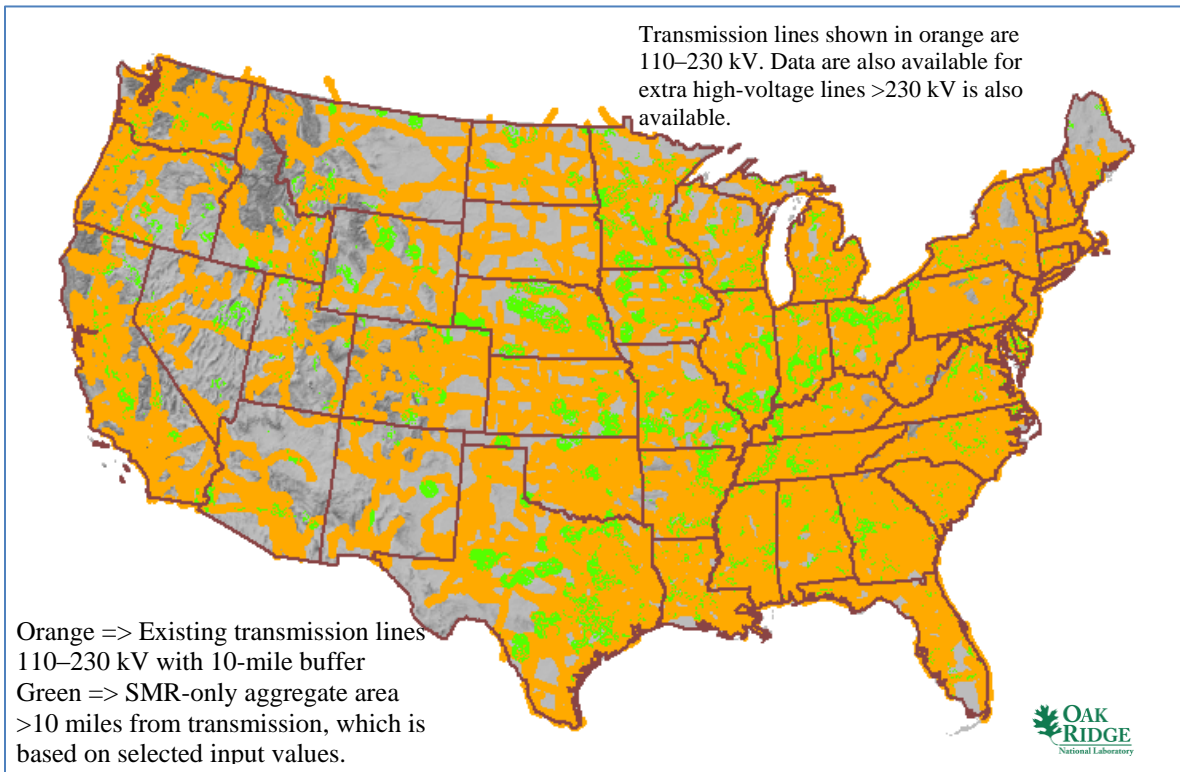 Transmission lines shown in orange are
110–230 kV. Data are also available for
extra high-voltage lines >230 kV is also
available.
Orange => Existing transmission lines
110–230 kV with 10-mile buffer
Green => SMR-only aggregate area
>10 miles from transmission, which is
based on selected input values.
OAK
RIDGE
National Laboratory